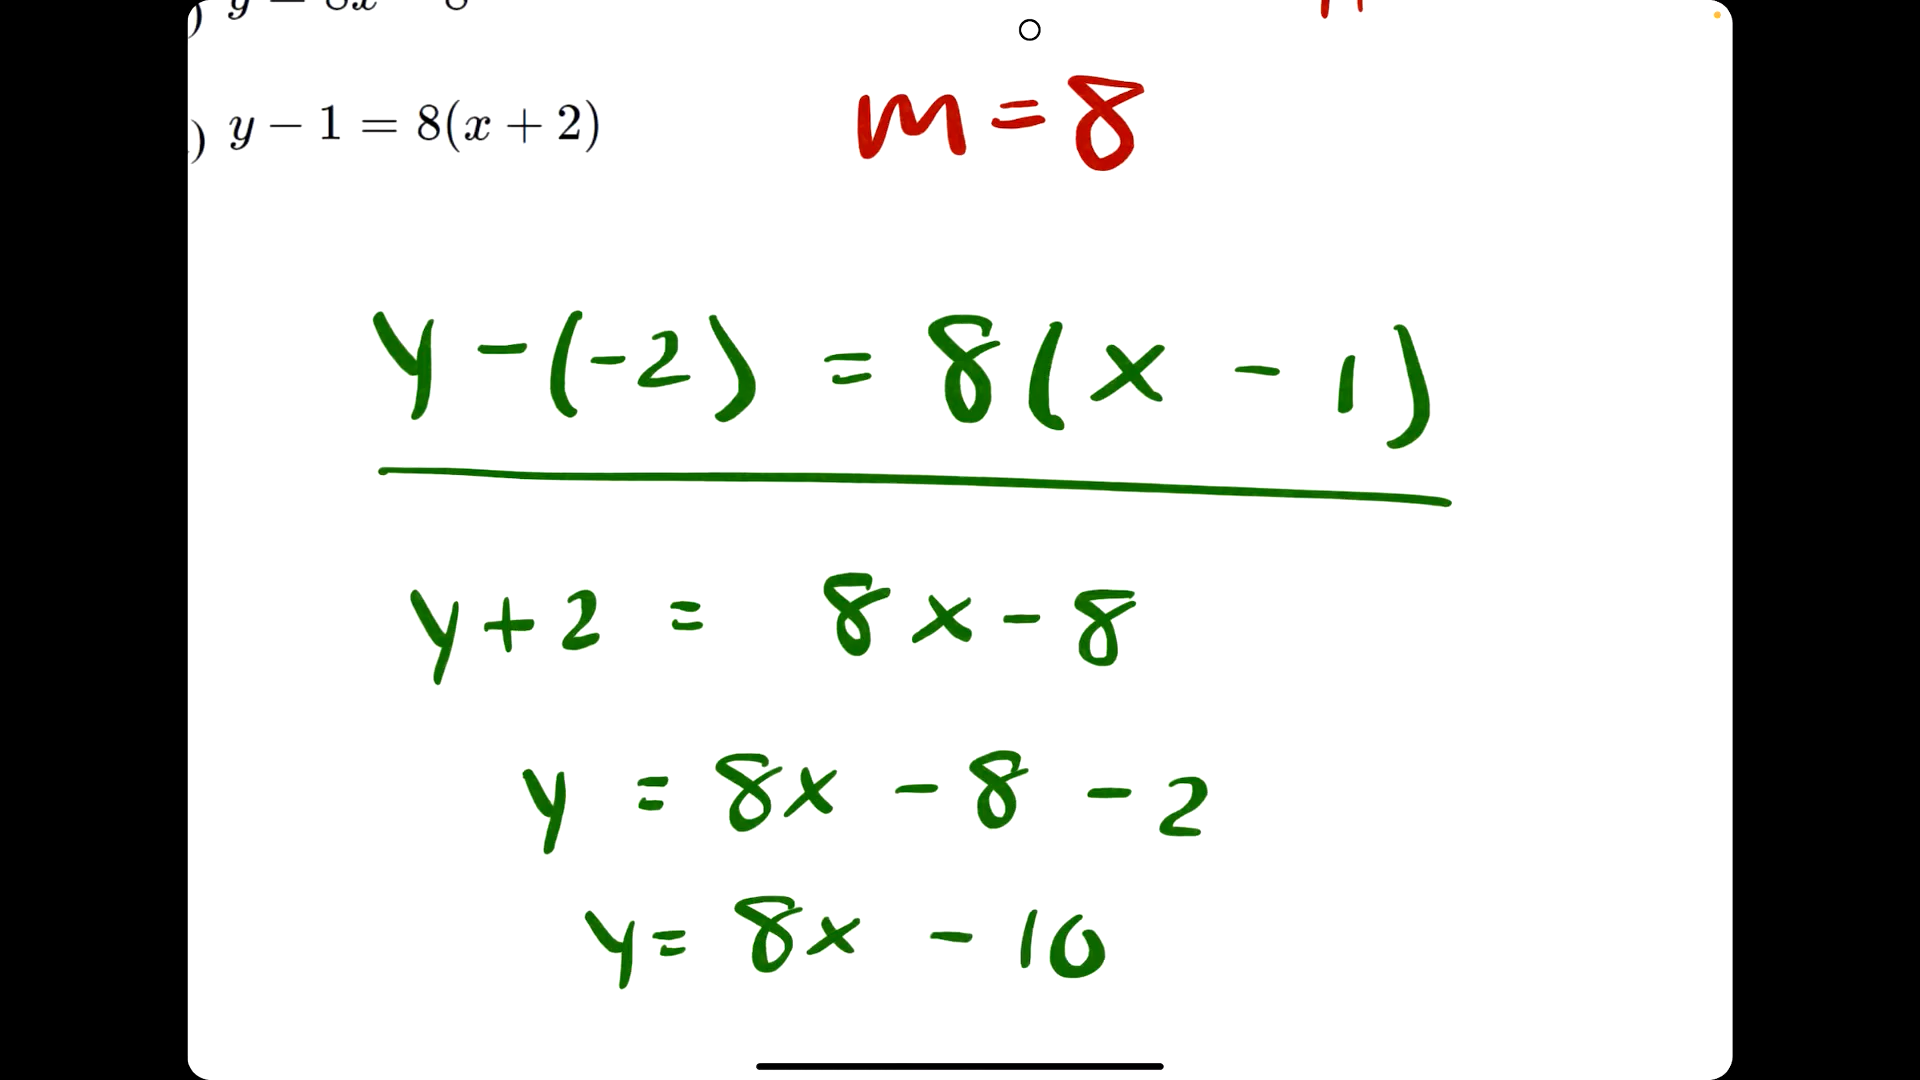 ) y − 1 = 8(x + 2)
m = 8
y - (-2) = 8(x - 1)
y + 2 = 8x - 8
y = 8x - 8 - 2
y = 8x - 10